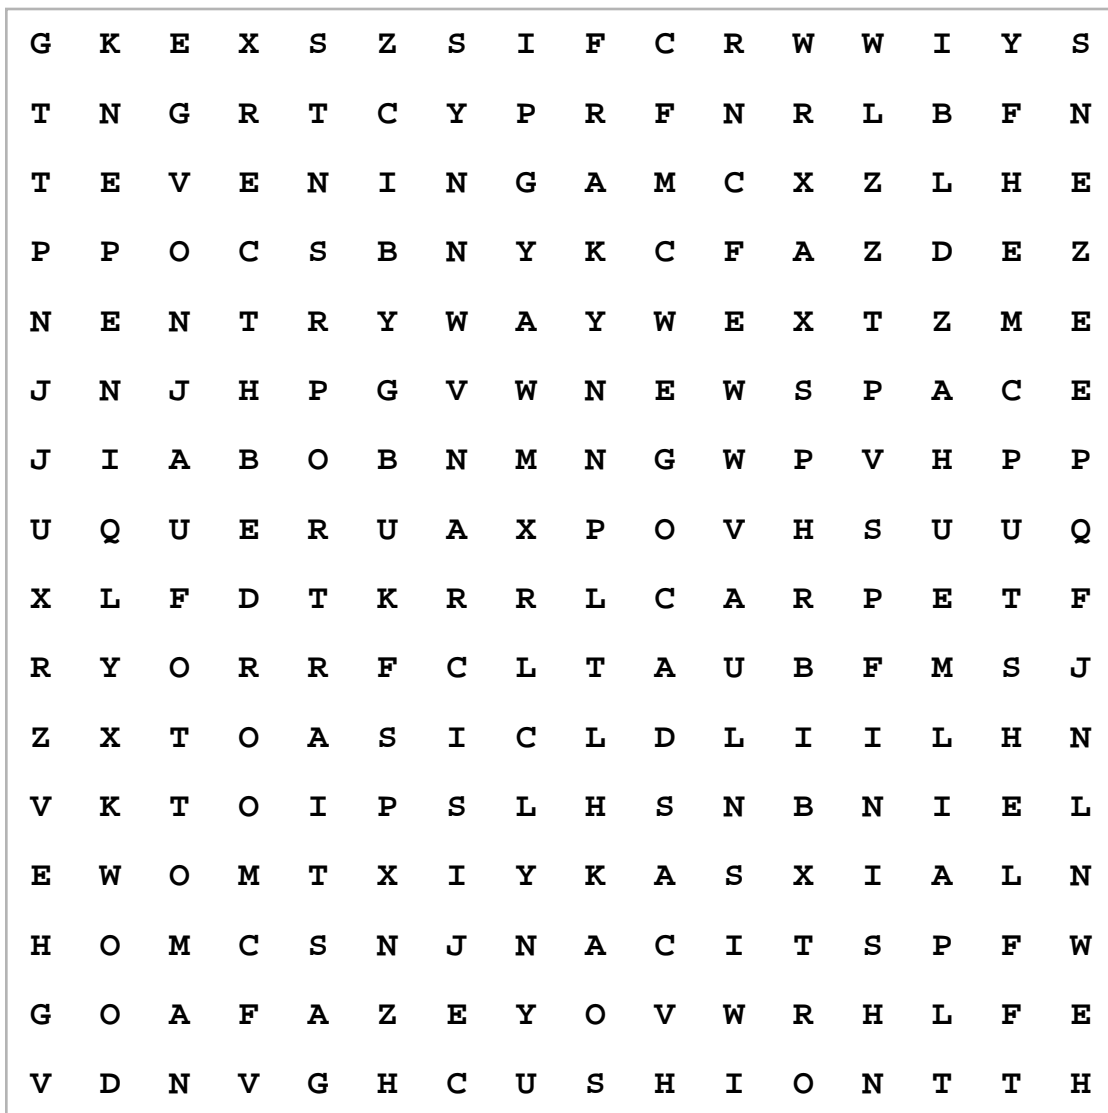 G K E X S Z S I F C R W W I Y S
T N G R T C Y P R F N R L B F N
T E V E N I N G A M C X Z L H E
P P O C S B N Y K C F A Z D E Z
N E N T R Y W A Y W E X T Z M E
J N J H P G V W N E W S P A C E
J I A B O B N M N G W P V H P P
U Q U E R U A X P O V H S U U Q
X L F D T K R R L C A R P E T F
R Y O R R F C L T A U B F M S J
Z X T O A S I C L D L I I L H N
V K T O I P S L H S N B N I E L
E W O M T X I Y K A S X I A L N
H O M C S N J N A C I T S P F W
G O A F A Z E Y O V W R H L F E
V D N V G H C U S H I O N T T H